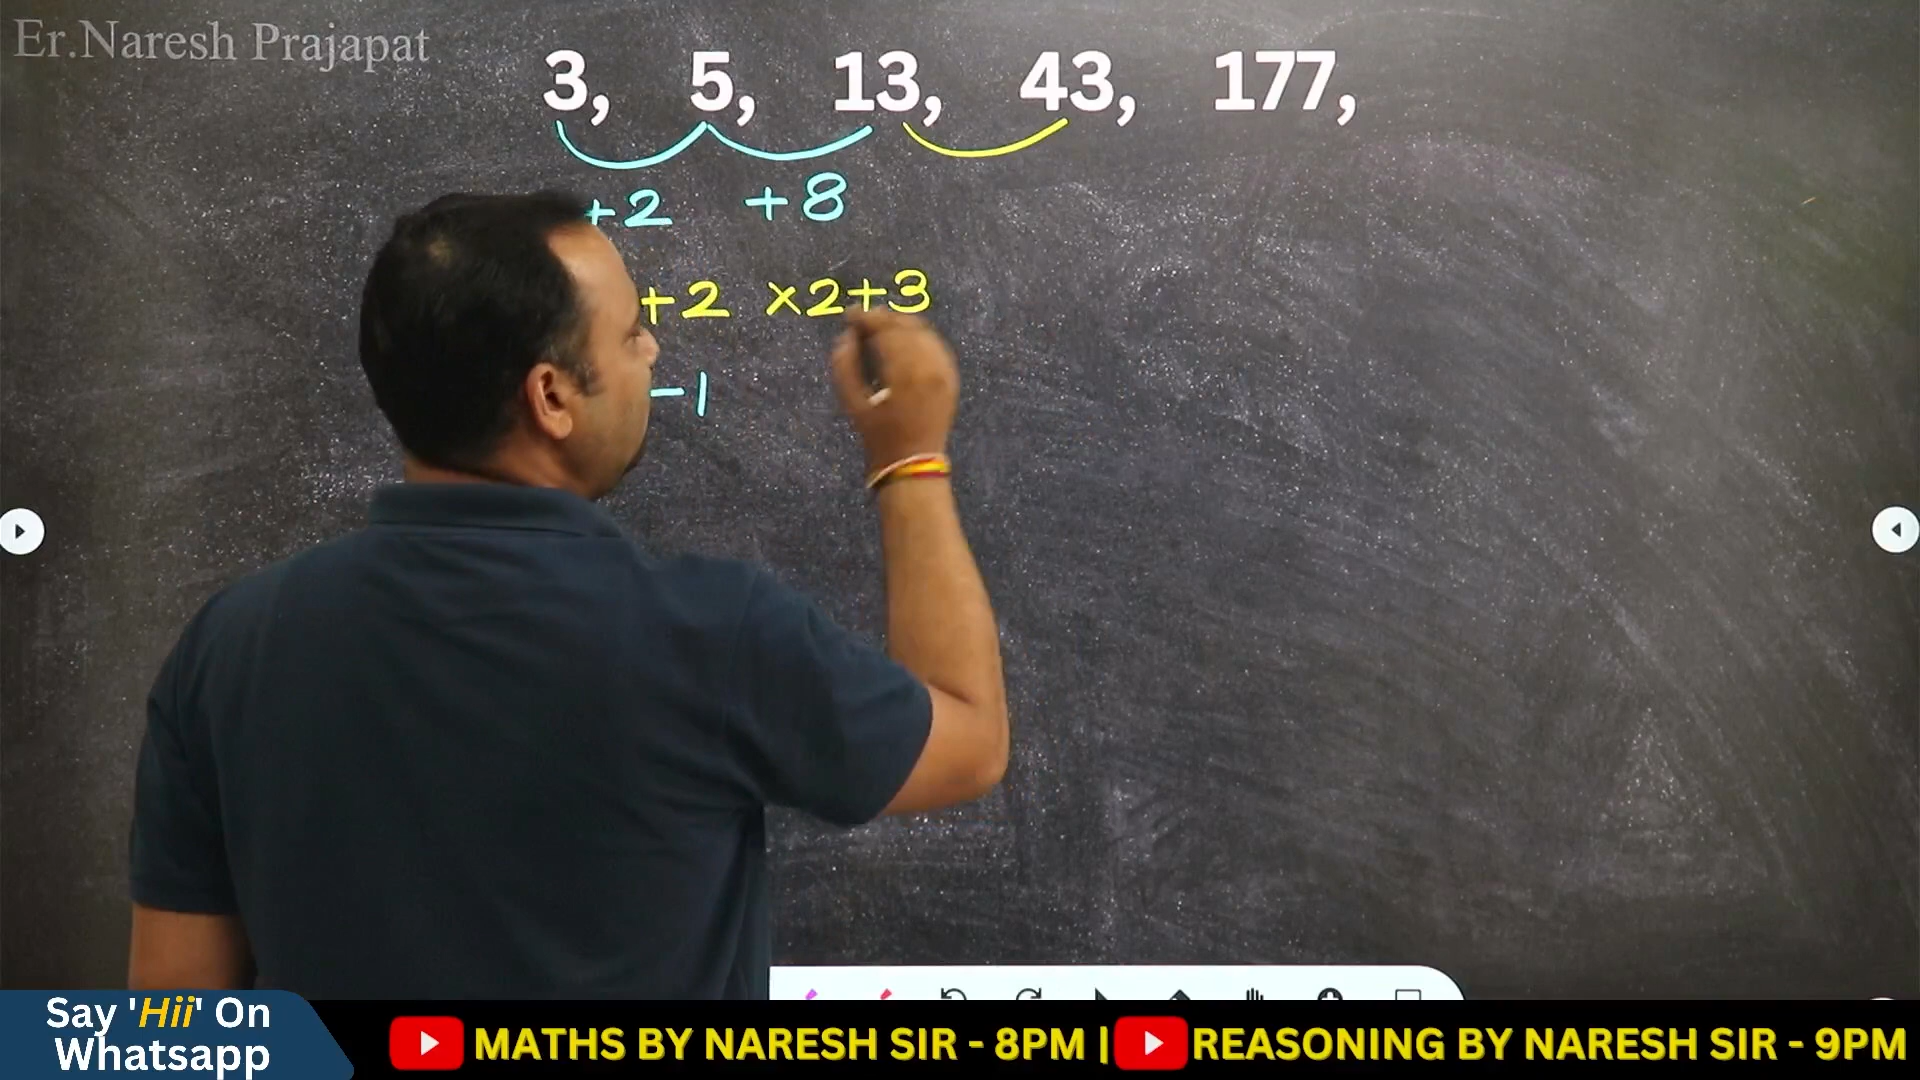 Er.Naresh Prajapat
3, 5, 13, 43, 177,
+2 +8
+2 ×2+3
-1
Say 'Hii' On
Whatsapp
MATHS BY NARESH SIR - 8PM | REASONING BY NARESH SIR - 9PM